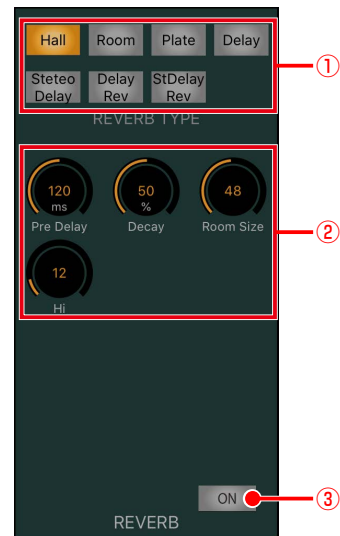 Hall Room Plate Delay
①
Steteo Delay StDelay
Delay Rev Rev
REVERB TYPE
120 50 48
ms %
②
Pre Delay Decay Room Size
12
Hi
ON
③
REVERB